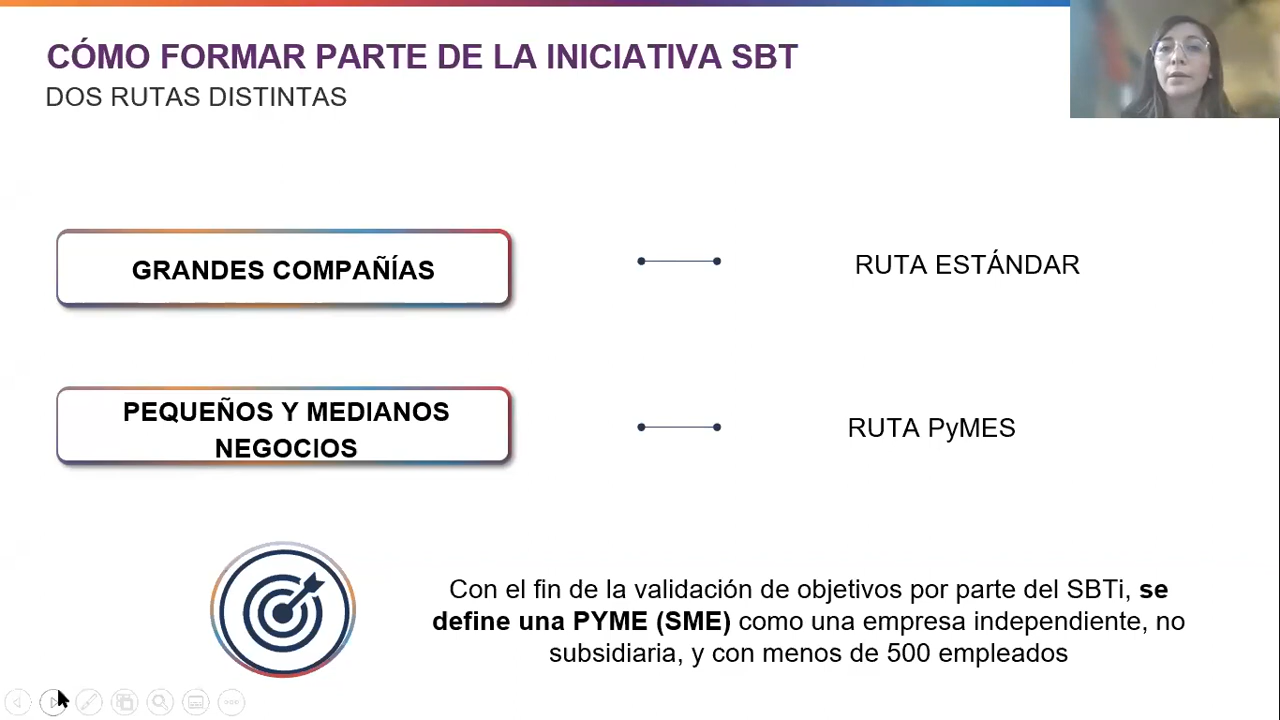 CÓMO FORMAR PARTE DE LA INICIATIVA SBT
DOS RUTAS DISTINTAS
GRANDES COMPAÑÍAS
RUTA ESTÁNDAR
PEQUEÑOS Y MEDIANOS
NEGOCIOS
RUTA PyMES
Con el fin de la validación de objetivos por parte del SBTi, se
define una PYME (SME) como una empresa independiente, no
subsidiaria, y con menos de 500 empleados